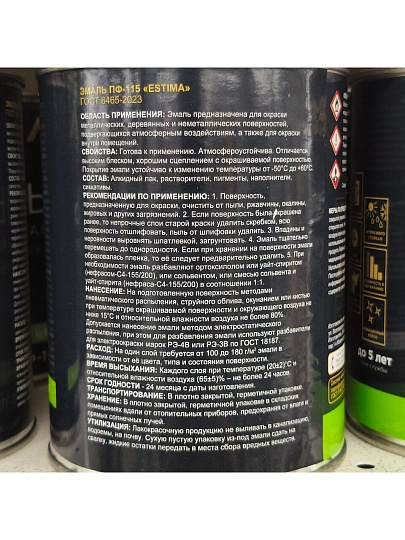 ЭМАЛЬ ПФ-115 «ESTIMA»
ГОСТ 6465-2023
ОБЛАСТЬ ПРИМЕНЕНИЯ: Эмаль предназначена для окраски
металлических, деревянных и неметаллических поверхностей,
подвергающихся атмосферным воздействиям, а также для окраски
внутри помещений.
СВОЙСТВА: Готова к применению. Атмосфероустойчива. Отличается
высоким блеском, хорошим сцеплением с окрашиваемой поверхностью.
Покрытие эмали устойчиво к изменению температуры от -50°С до +60°С.
СОСТАВ: Алкидный лак, растворители, пигменты, наполнители,
сиккативы.
РЕКОМЕНДАЦИИ ПО ПРИМЕНЕНИЮ: 1. Поверхность,
предназначенную для окраски, очистить от пыли, ржавчины, окалины,
жировых и других загрязнений. 2. Если поверхность была окрашена
ранее, то непрочные слои старой краски удалить скребком, всю
поверхность отшлифовать, пыль от шлифовки удалить. 3. Впадины и
неровности выровнять шпатлевкой, загрунтовать. 4. Эмаль тщательно
перемешать до однородности. Если при хранении на поверхности эмали
образовалась пленка, то её следует предварительно удалить. 5. При
необходимости эмаль разбавляют ортоксилолом или уайт-спиритом
(нефрасом-С4-155/200), или сольвентом, или смесью сольвента и
уайт-спирита (нефраса-С4-155/200) в соотношении 1:1.
НАНЕСЕНИЕ: На подготовленную поверхность методами
пневматического распыления, струйного облива, окунанием или кистью
при температуре окрашиваемой поверхности и окружающего воздуха не
ниже 15°С и относительной влажности воздуха не более 80%.
Допускается нанесение эмали методом электростатического
распыления, при этом для разбавления эмали используют разбавители
для электроокраски марок РЭ-4В или РЭ-3В по ГОСТ 18187.
РАСХОД: На один слой требуется от 100 до 180 г/м² эмали в
зависимости от её цвета, типа и состояния поверхности.
ВРЕМЯ ВЫСЫХАНИЯ: Каждого слоя при температуре (20±2)°С и
относительной влажности воздуха (65±5)% – не более 24 часов.
СРОК ГОДНОСТИ - 24 месяца с даты изготовления.
ТРАНСПОРТИРОВАНИЕ: В плотно закрытой, герметичной упаковке.
ХРАНЕНИЕ: В плотно закрытой, герметичной упаковке в складских
помещениях вдали от отопительных приборов, предохраняя от влаги и
прямых солнечных лучей.
УТИЛИЗАЦИЯ: Лакокрасочную продукцию не выливать в канализацию,
водоемы, на почву. Сухую пустую упаковку из-под эмали сдать на
свалку, жидкие остатки передать в места сбора вредных веществ.
до 5 лет